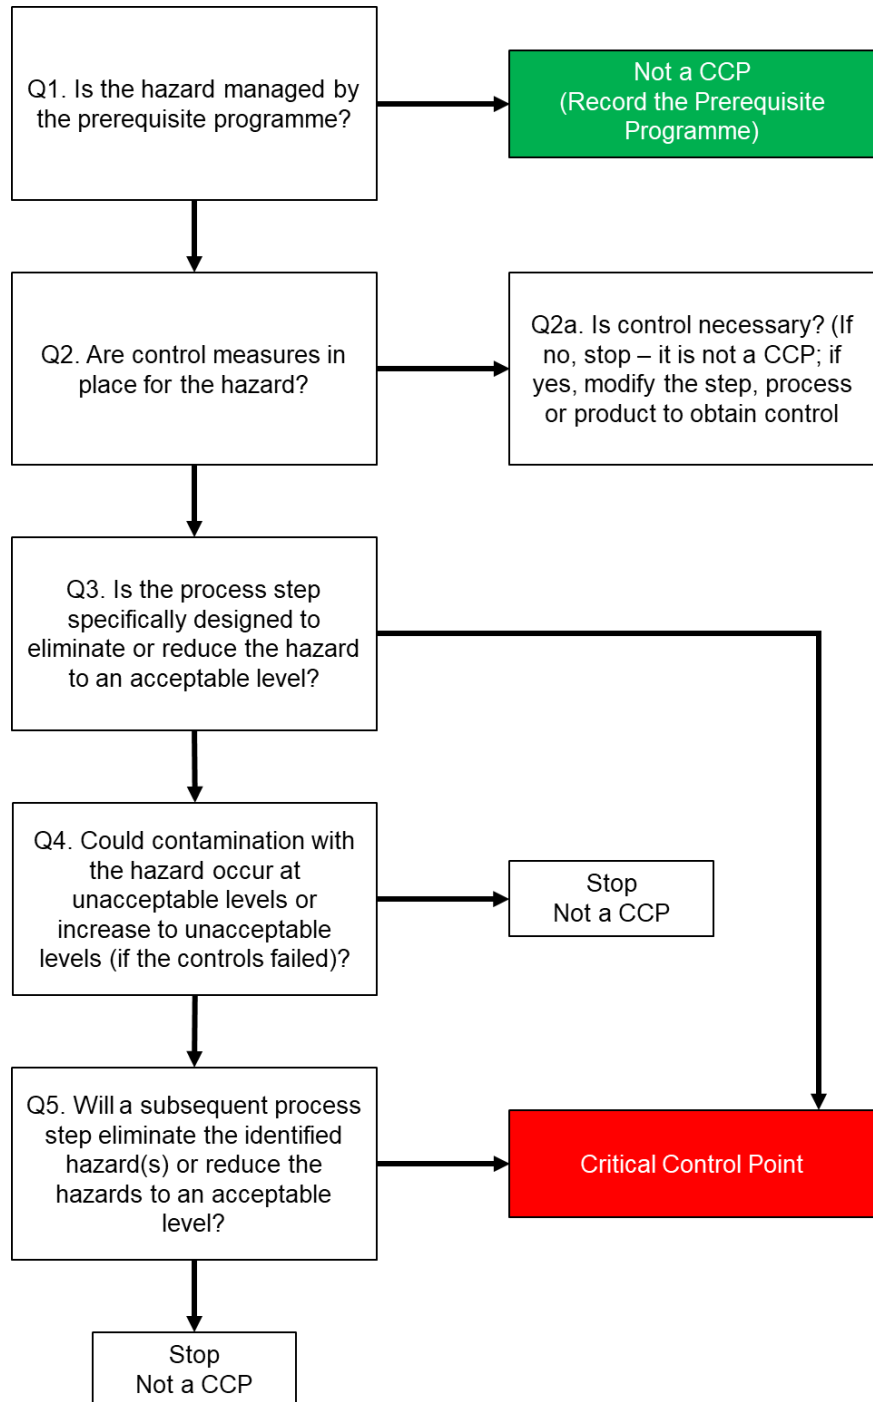 Q1. Is the hazard managed by
the prerequisite programme?
Not a CCP
(Record the Prerequisite
Programme)
Q2. Are control measures in
place for the hazard?
Q2a. Is control necessary? (If
no, stop – it is not a CCP; if
yes, modify the step, process
or product to obtain control
Q3. Is the process step
specifically designed to
eliminate or reduce the hazard
to an acceptable level?
Q4. Could contamination with
the hazard occur at
unacceptable levels or
increase to unacceptable
levels (if the controls failed)?
Stop
Not a CCP
Q5. Will a subsequent process
step eliminate the identified
hazard(s) or reduce the
hazards to an acceptable
level?
Critical Control Point
Stop
Not a CCP